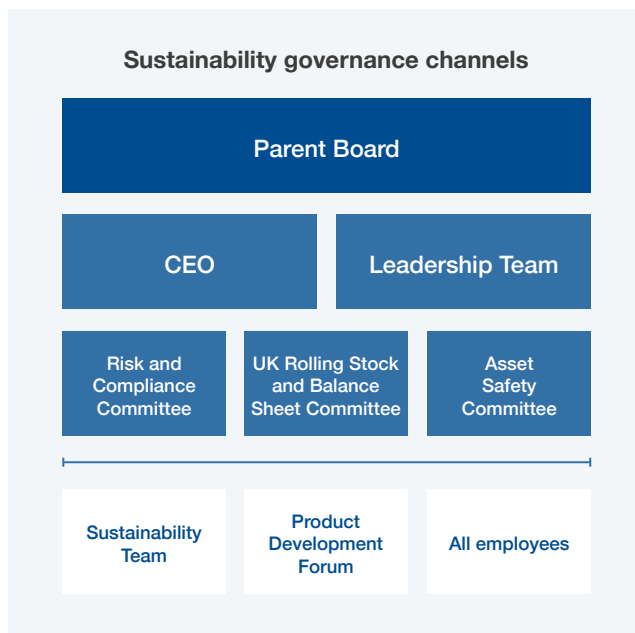 Sustainability governance channels
Parent Board
CEO
Leadership Team
Risk and
Compliance
Committee
UK Rolling Stock
and Balance
Sheet Committee
Asset
Safety
Committee
Sustainability
Team
Product
Development
Forum
All employees